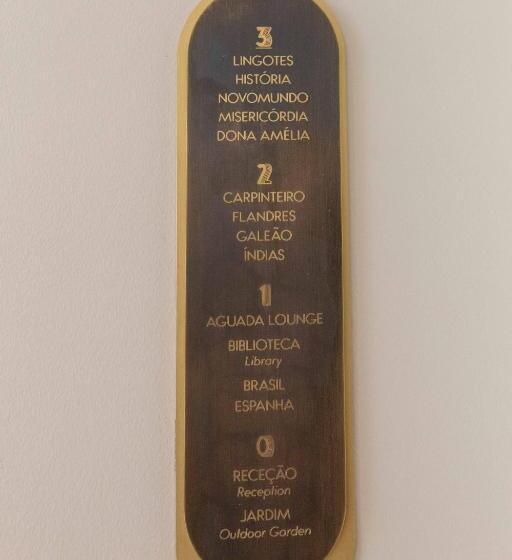 3
LINGOTES
HISTÓRIA
NOVOMUNDO
MISERICÓRDIA
DONA AMÉLIA
2
CARPINTEIRO
FLANDRES
GALEÃO
ÍNDIAS
1
AGUADA LOUNGE
BIBLIOTECA
Library
BRASIL
ESPANHA
0
RECEÇÃO
Reception
JARDIM
Outdoor Garden